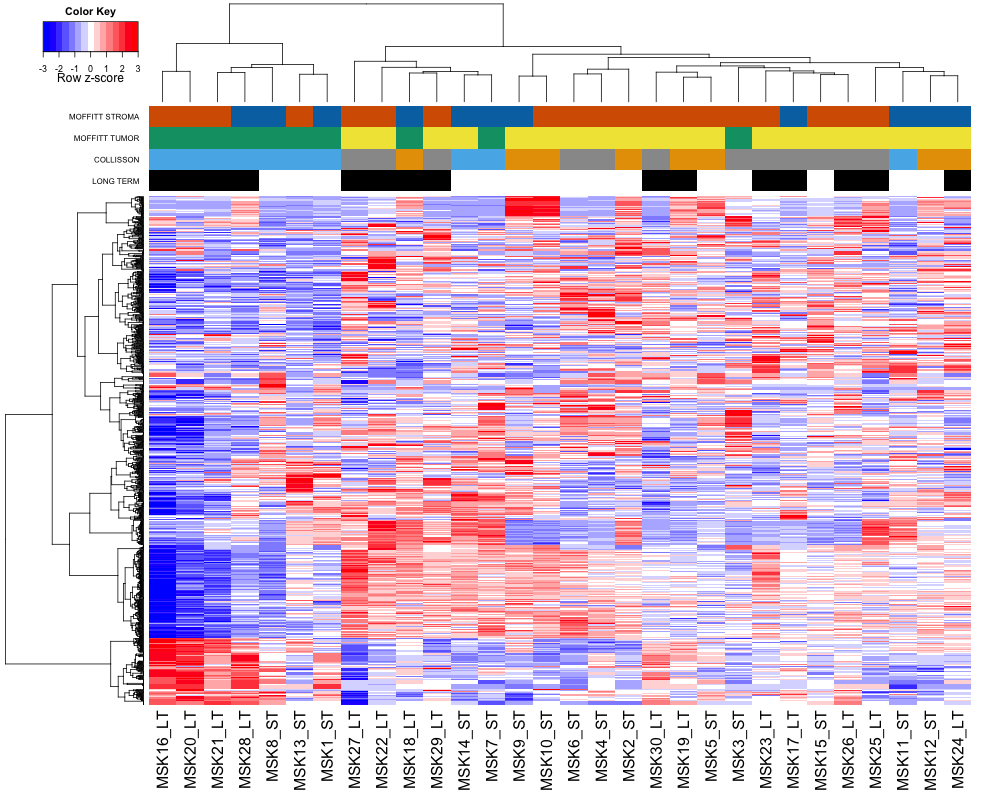 Color Key
-3 -2 -1 0 1 2 3
Row z-score
MOFFITT STROMA
MOFFITT TUMOR
COLLISSON
LONG TERM
MSK16_LT
MSK20_LT
MSK21_LT
MSK28_LT
MSK8_ST
MSK13_ST
MSK1_ST
MSK27_LT
MSK22_LT
MSK18_LT
MSK29_LT
MSK14_ST
MSK7_ST
MSK9_ST
MSK10_ST
MSK6_ST
MSK4_ST
MSK2_ST
MSK30_LT
MSK19_LT
MSK5_ST
MSK3_ST
MSK23_LT
MSK17_LT
MSK15_ST
MSK26_LT
MSK25_LT
MSK11_ST
MSK12_ST
MSK24_LT